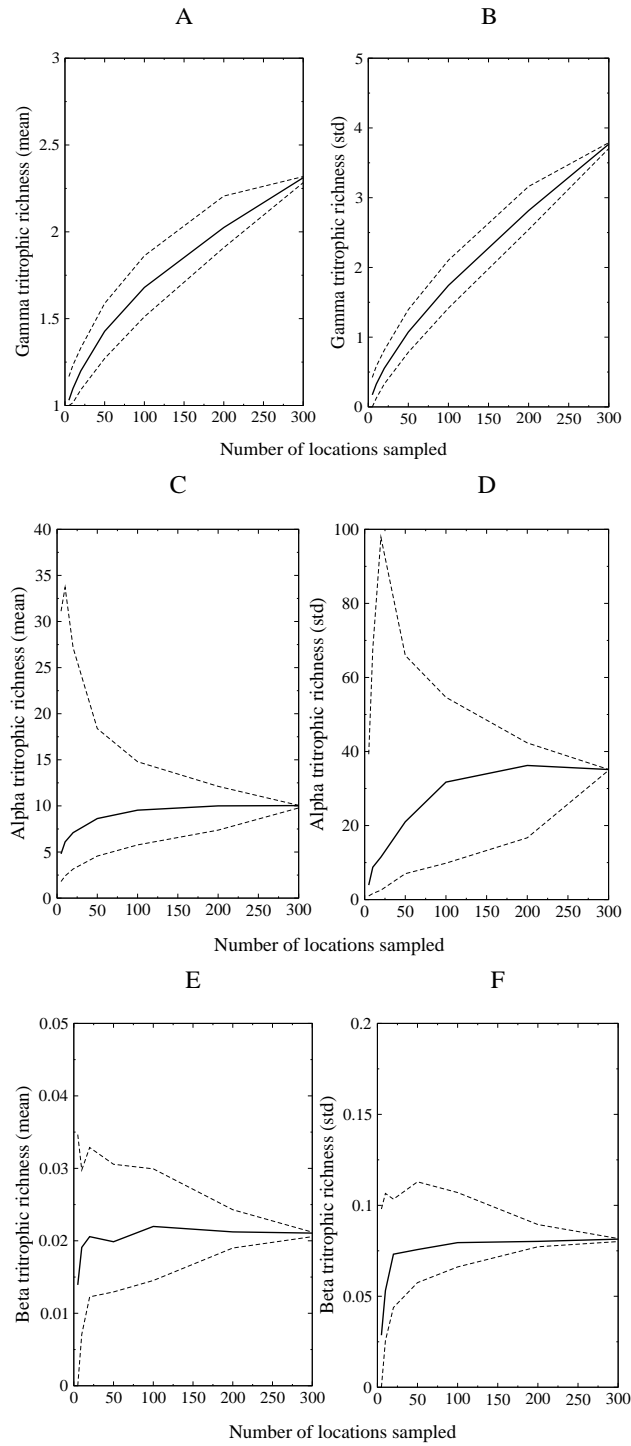 A
B
3
2.5
2
1.5
1
0 50 100 150 200 250 300
Gamma tritrophic richness (mean)
5
4
3
2
1
0
0 50 100 150 200 250 300
Gamma tritrophic richness (std)
Number of locations sampled
C
D
40
35
30
25
20
15
10
5
0
0 50 100 150 200 250 300
Alpha tritrophic richness (mean)
100
80
60
40
20
0
0 50 100 150 200 250 300
Alpha tritrophic richness (std)
Number of locations sampled
E
F
0.05
0.04
0.03
0.02
0.01
0
0 50 100 150 200 250 300
Beta tritrophic richness (mean)
0.2
0.15
0.1
0.05
0
0 50 100 150 200 250 300
Beta tritrophic richness (std)
Number of locations sampled